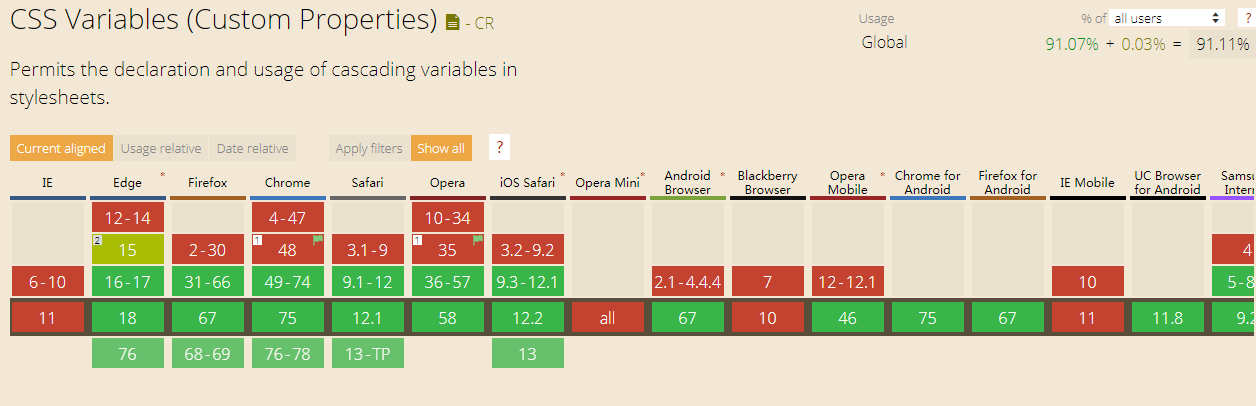 CSS Variables (Custom Properties) - CR
Usage % of all users ?
Global 91.07% + 0.03% = 91.11%
Permits the declaration and usage of cascading variables in
stylesheets.
Current aligned Usage relative Date relative Apply filters Show all ?
IE Edge * Firefox Chrome Safari Opera iOS Safari * Opera Mini * Android Browser * Blackberry Browser Opera Mobile * Chrome for Android Firefox for Android IE Mobile UC Browser for Android
12-14 4-47 10-34
2 15 2-30 1 48 3.1-9 1 35 3.2-9.2 4
6-10 16-17 31-66 49-74 9.1-12 36-57 9.3-12.1 2.1-4.4.4 7 12-12.1 10 5-8
11 18 67 75 12.1 58 12.2 all 67 10 46 75 67 11 11.8 9.2
76 68-69 76-78 13-TP 13